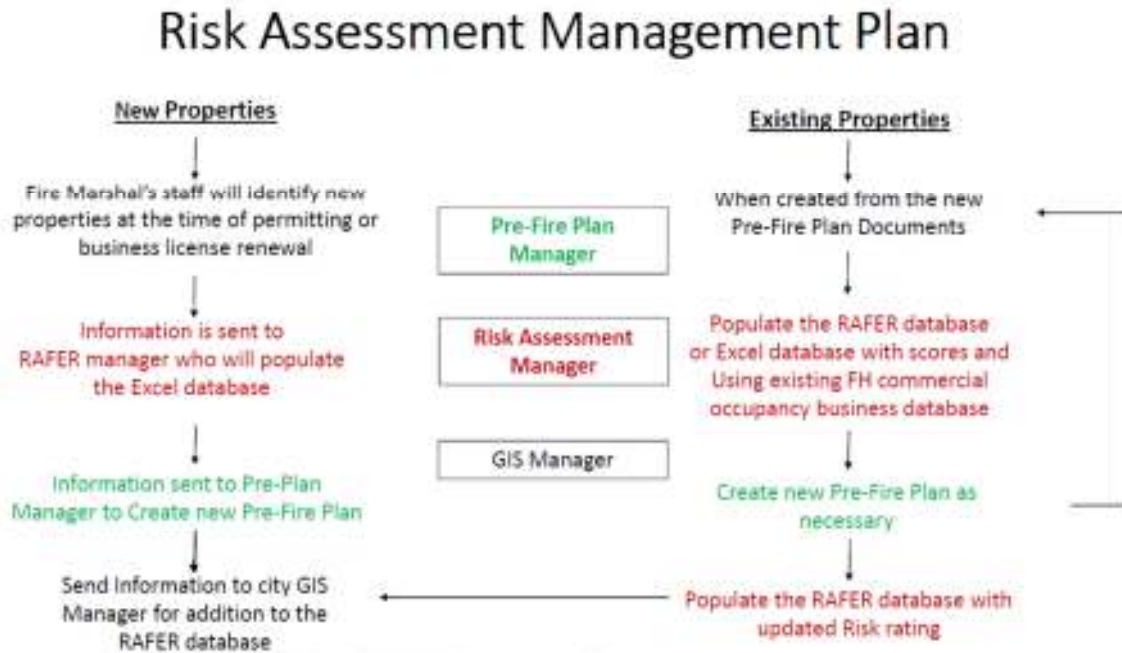 Risk Assessment Management Plan
New Properties
Fire Marshal's staff will identify new
properties at the time of permitting or
business license renewal
Information is sent to
RAFER manager who will populate
the Excel database
Information sent to Pre-Plan
Manager to Create new Pre-Fire Plan
Send Information to city GIS
Manager for addition to the
RAFER database
Pre-Fire Plan
Manager
Risk Assessment
Manager
GIS Manager
Existing Properties
When created from the new
Pre-Fire Plan Documents
Populate the RAFER database
or Excel database with scores and
Using existing FH commercial
occupancy business database
Create new Pre-Fire Plan as
necessary
Populate the RAFER database with
updated Risk rating